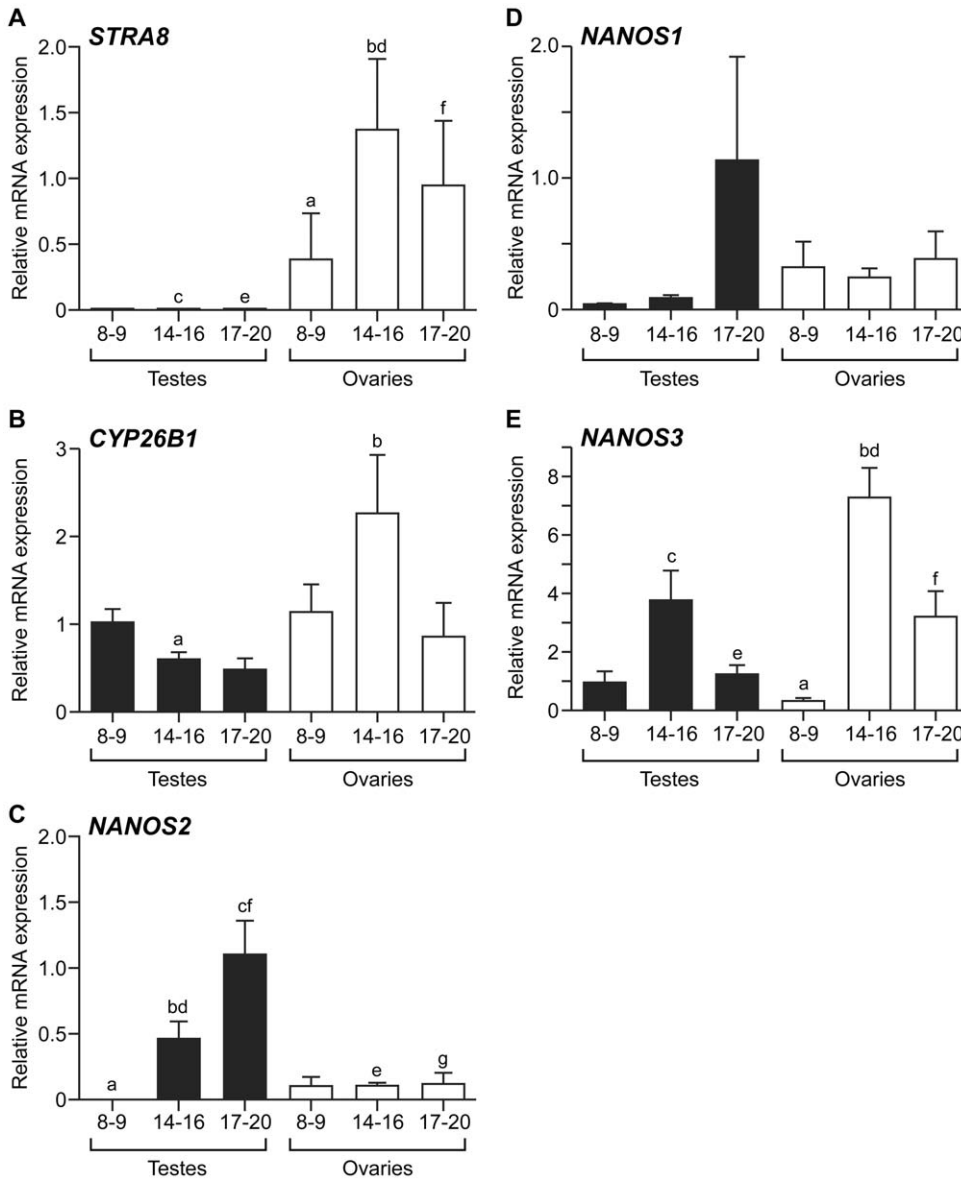 A
STRA8
Relative mRNA expression
2.0
1.5
1.0
0.5
0
c
e
a
bd
f
8-9 14-16 17-20 8-9 14-16 17-20
Testes Ovaries
B
CYP26B1
Relative mRNA expression
3
2
1
0
a
b
8-9 14-16 17-20 8-9 14-16 17-20
Testes Ovaries
C
NANOS2
Relative mRNA expression
2.0
1.5
1.0
0.5
0
a
bd
cf
e
g
8-9 14-16 17-20 8-9 14-16 17-20
Testes Ovaries
D
NANOS1
Relative mRNA expression
2.0
1.0
0
8-9 14-16 17-20 8-9 14-16 17-20
Testes Ovaries
E
NANOS3
Relative mRNA expression
8
6
4
2
0
c
e
a
bd
f
8-9 14-16 17-20 8-9 14-16 17-20
Testes Ovaries